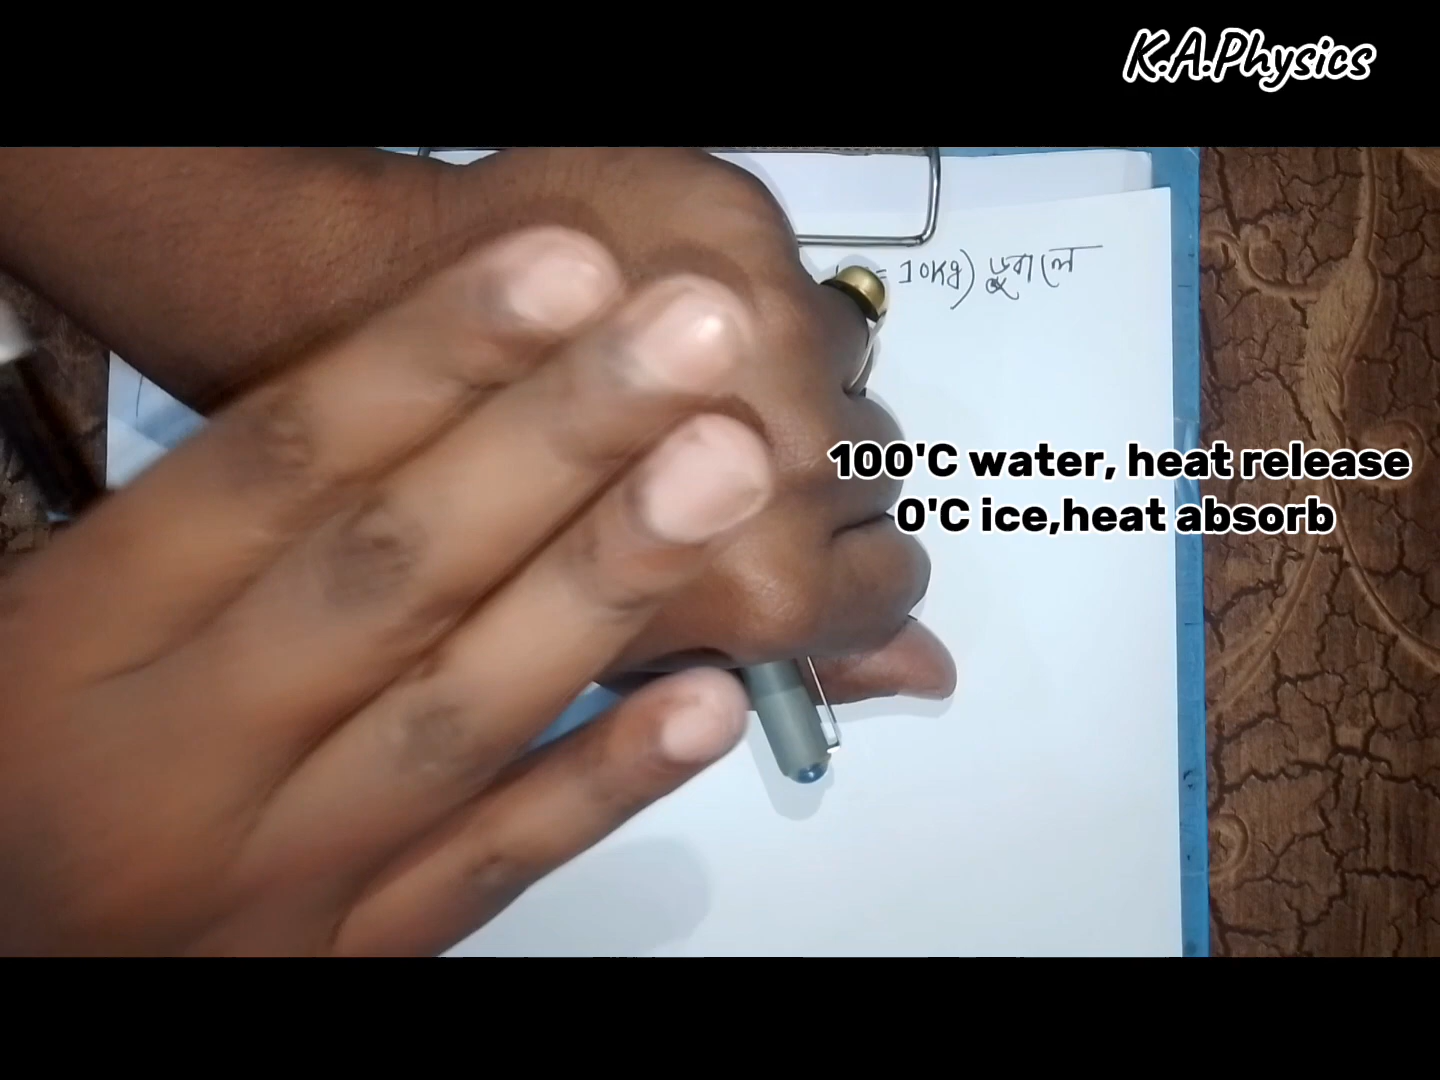 K.A.Physics
= 10Kg) ডুবালে
100'C water, heat release
0'C ice,heat absorb